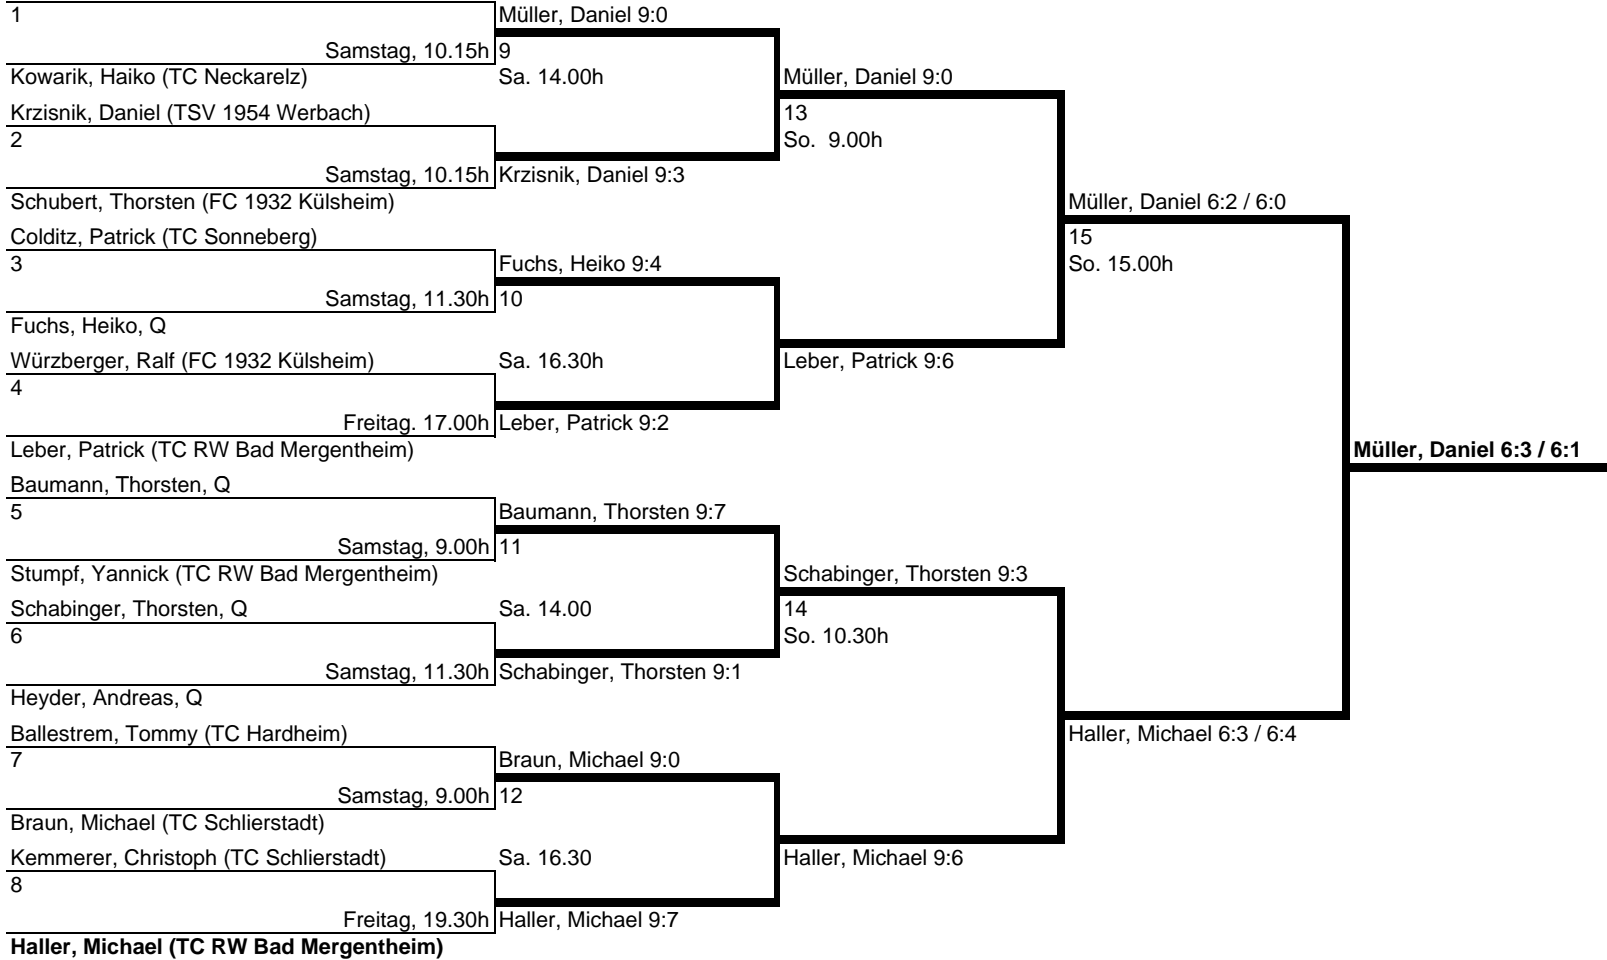 1
Müller, Daniel 9:0
Samstag, 10.15h
9
Kowarik, Haiko (TC Neckarelz)
Sa. 14.00h
Müller, Daniel 9:0
Krzisnik, Daniel (TSV 1954 Werbach)
13
2
So.  9.00h
Samstag, 10.15h
Krzisnik, Daniel 9:3
Schubert, Thorsten (FC 1932 Külsheim)
Müller, Daniel 6:2 / 6:0
Colditz, Patrick (TC Sonneberg)
15
3
Fuchs, Heiko 9:4
So. 15.00h
Samstag, 11.30h
10
Fuchs, Heiko, Q
Würzberger, Ralf (FC 1932 Külsheim)
Sa. 16.30h
Leber, Patrick 9:6
4
Freitag. 17.00h
Leber, Patrick 9:2
Leber, Patrick (TC RW Bad Mergentheim)
Müller, Daniel 6:3 / 6:1
Baumann, Thorsten, Q
5
Baumann, Thorsten 9:7
Samstag, 9.00h
11
Stumpf, Yannick (TC RW Bad Mergentheim)
Schabinger, Thorsten 9:3
Schabinger, Thorsten, Q
Sa. 14.00
14
6
So. 10.30h
Samstag, 11.30h
Schabinger, Thorsten 9:1
Heyder, Andreas, Q
Ballestrem, Tommy (TC Hardheim)
Haller, Michael 6:3 / 6:4
7
Braun, Michael 9:0
Samstag, 9.00h
12
Braun, Michael (TC Schlierstadt)
Kemmerer, Christoph (TC Schlierstadt)
Sa. 16.30
Haller, Michael 9:6
8
Freitag, 19.30h
Haller, Michael 9:7
Haller, Michael (TC RW Bad Mergentheim)